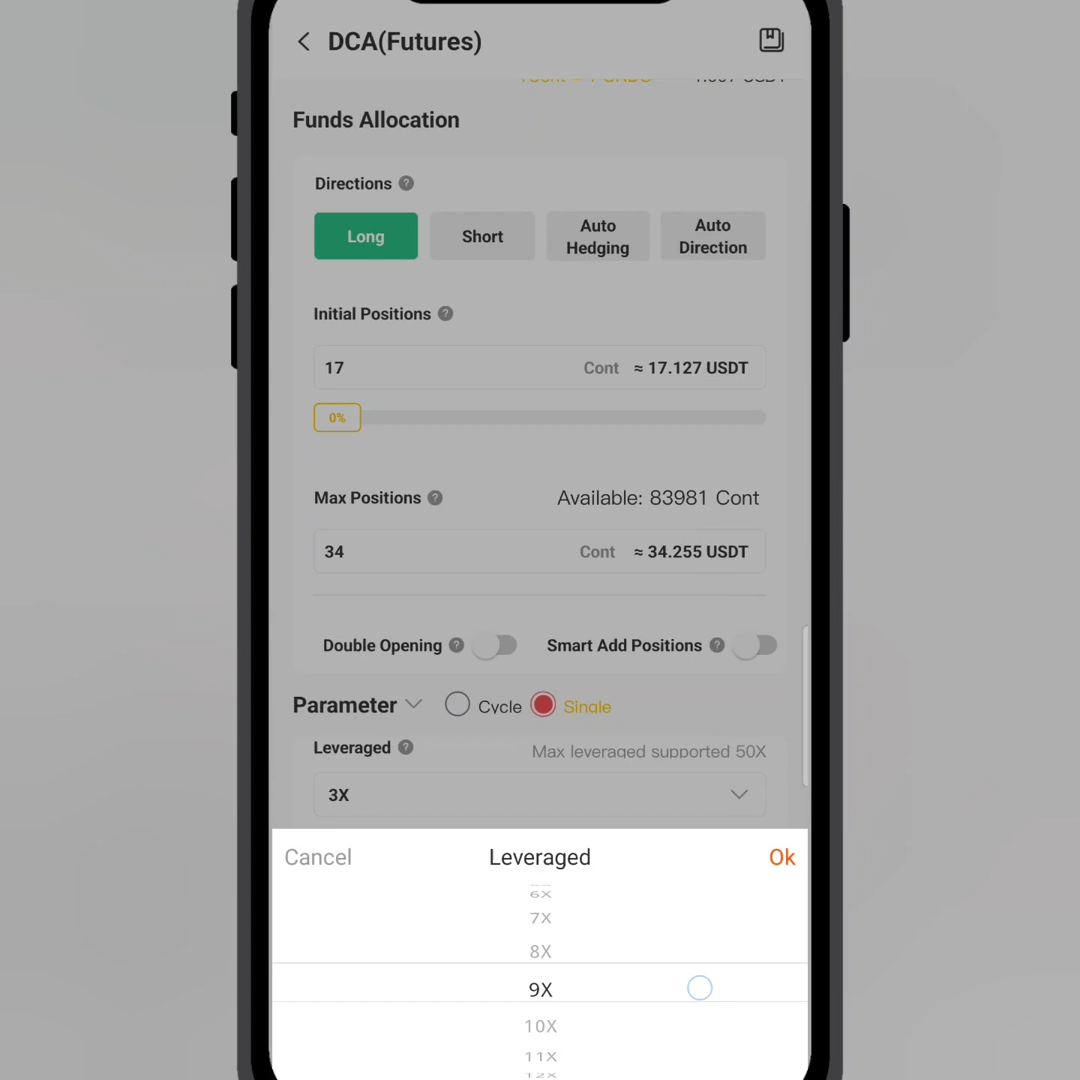 DCA(Futures)
Funds Allocation
Directions ?
Long Short Auto Hedging Auto Direction
Initial Positions ?
17 Cont ≈ 17.127 USDT
0%
Max Positions ? Available: 83981 Cont
34 Cont ≈ 34.255 USDT
Double Opening ? Smart Add Positions ?
Parameter Cycle Single
Leveraged ? Max leveraged supported 50X
3X
Cancel Leveraged Ok
6X
7X
8X
9X
10X
11X
12X